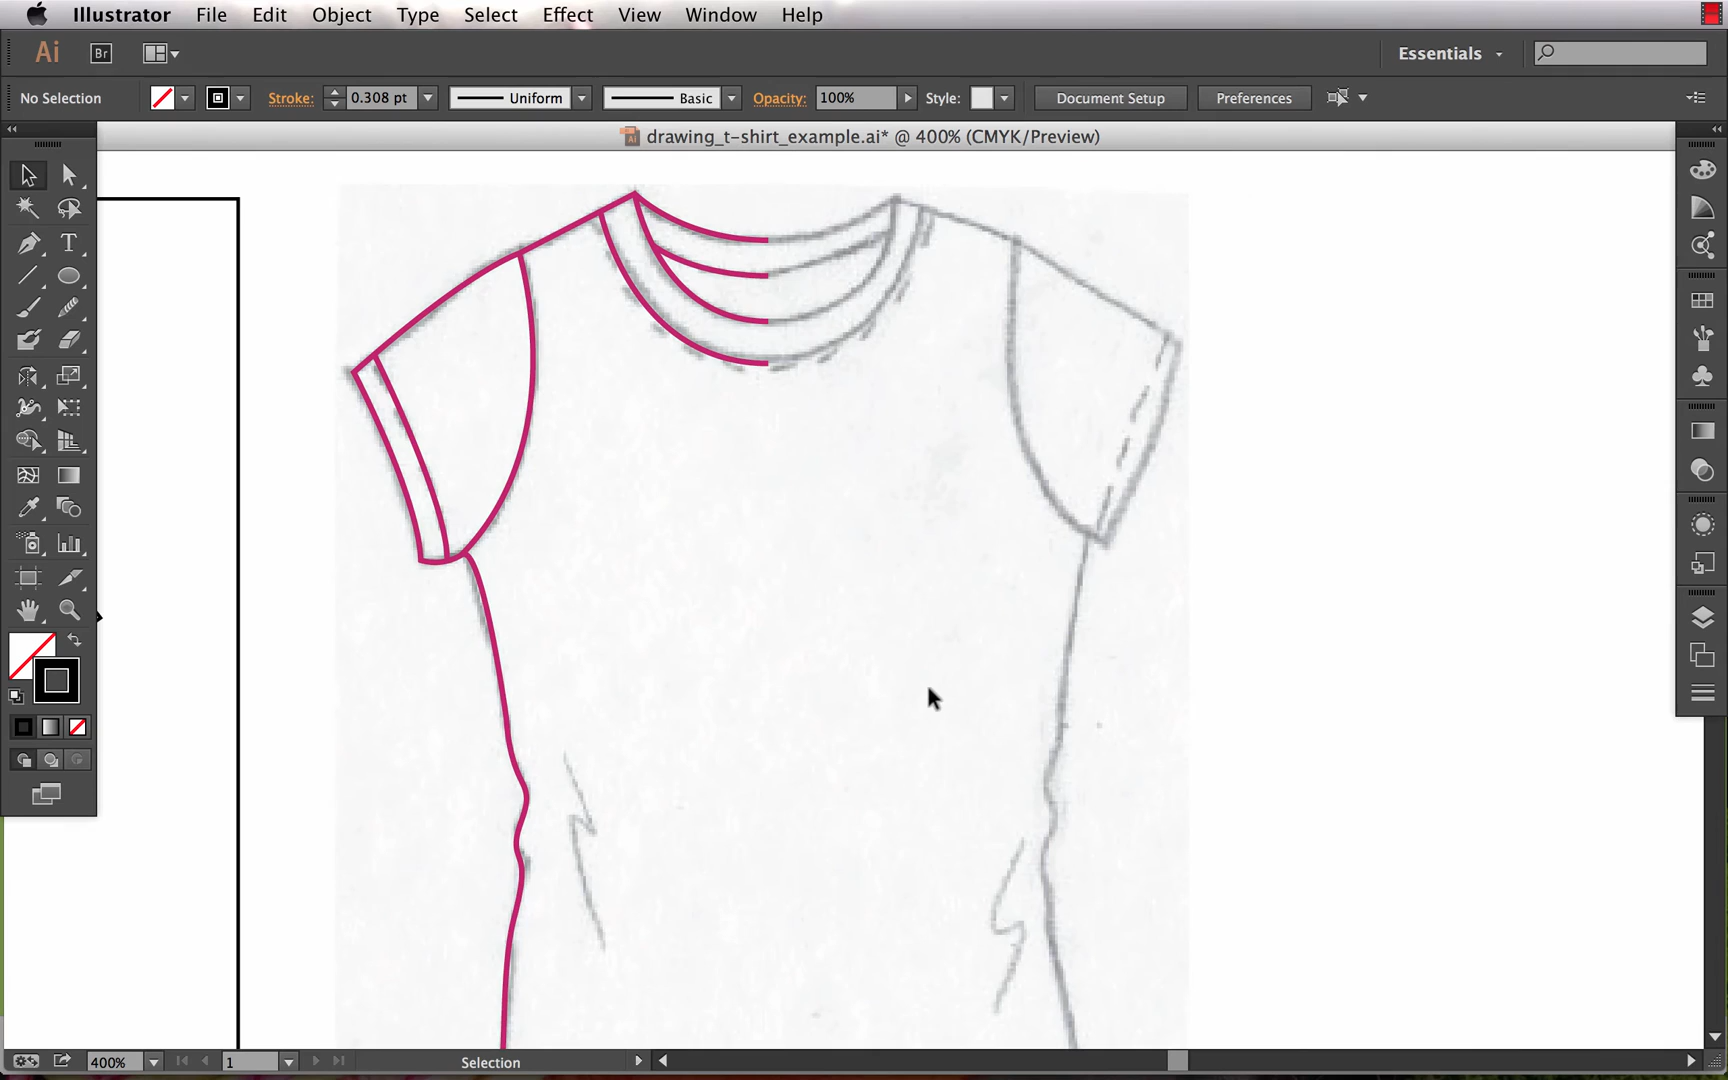 Illustrator File Edit Object Type Select Effect View Window Help
Ai Br Essentials
No Selection Stroke: 0.308 pt Uniform Basic Opacity: 100% Style: Document Setup Preferences
drawing_t-shirt_example.ai* @ 400% (CMYK/Preview)
T
400% 1 Selection